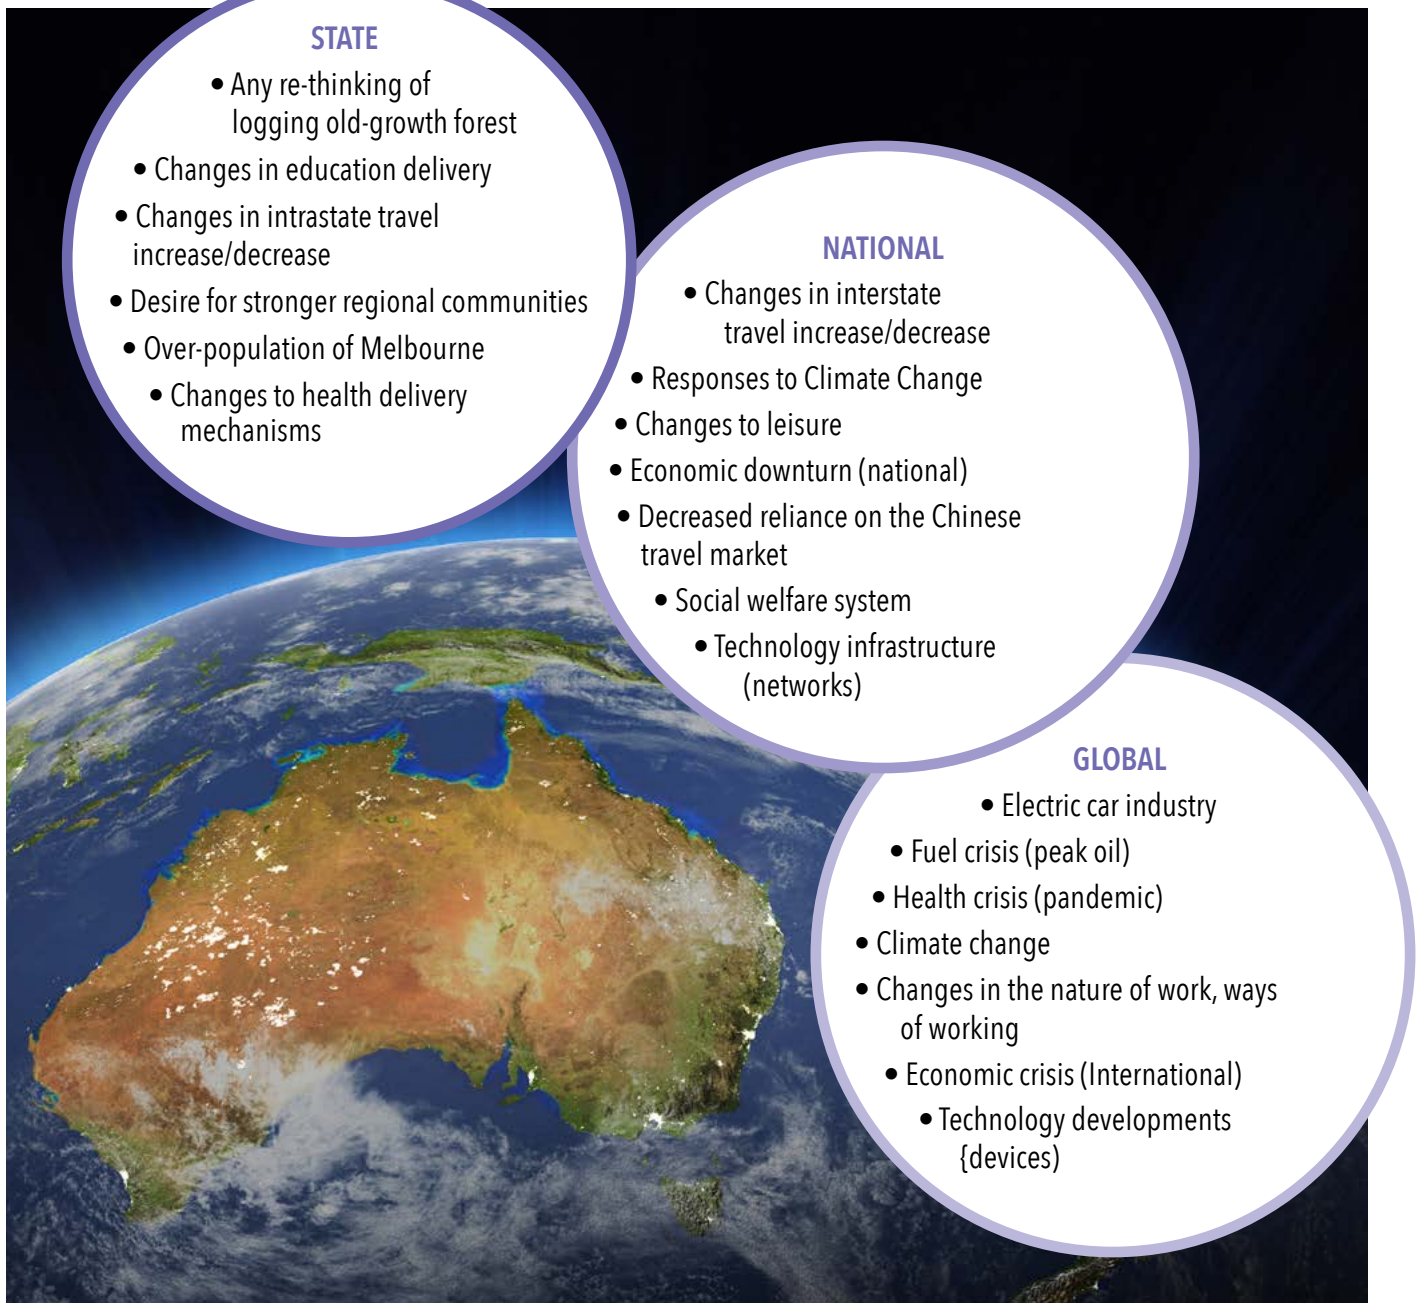 STATE
• Any re-thinking of
logging old-growth forest
• Changes in education delivery
• Changes in intrastate travel
increase/decrease
• Desire for stronger regional communities
• Over-population of Melbourne
• Changes to health delivery
mechanisms
NATIONAL
• Changes in interstate
travel increase/decrease
• Responses to Climate Change
• Changes to leisure
• Economic downturn (national)
• Decreased reliance on the Chinese
travel market
• Social welfare system
• Technology infrastructure
(networks)
GLOBAL
• Electric car industry
• Fuel crisis (peak oil)
• Health crisis (pandemic)
• Climate change
• Changes in the nature of work, ways
of working
• Economic crisis (International)
• Technology developments
{devices)